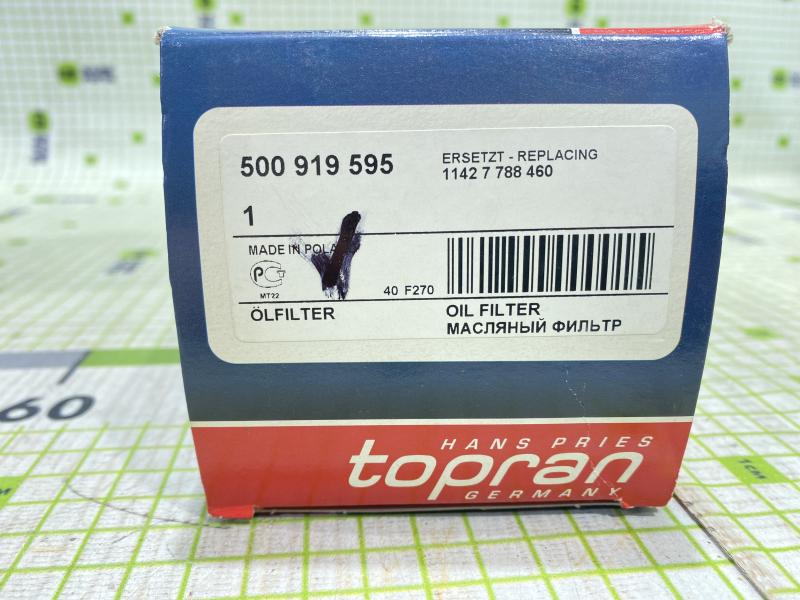 500 919 595
ERSETZT - REPLACING
1142 7 788 460
1
MADE IN
MT22
40 F270
ÖLFILTER
OIL FILTER
МАСЛЯНЫЙ ФИЛЬТР
HANS PRIES
topran
GERMANY
60
1см